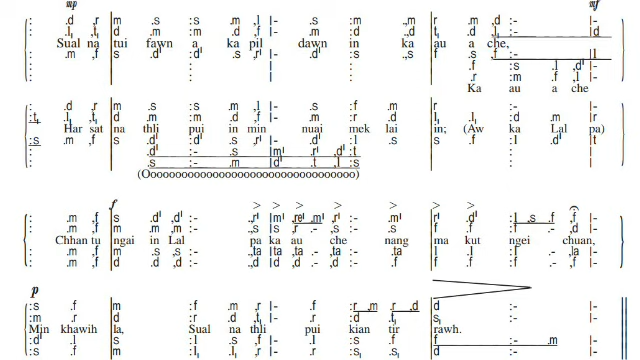 mp mf
: .d .r |m .s :s .m ,l |- .s :m .,m |r .m ,d :- |-
: .l, ,t, |d .m :m .d ,f |- .m :d .,m |t, .d ,l, :- |d
Sual na tui fawn a ka pil dawn in ka au a che,
: .m ,f |s .d' :d' .s ,r' |- .d' :s .,s |f .s ,f :- |l
: : | : | : .f :s .l ,d' |-
: : | : | : .r :m .f ,l |-
Ka au a che
: .d .r |m .s :s .m ,l |- .s :f .m |r : : |
:t, .l, ,t, |d .m :m .d ,f |- .m :r .d |l, .l, :d .m |r
Har sat na thli pui in min nuai mek lai in; (Aw ka Lal pa)
:s .m ,f |s .d :d' .s ,r' |- .d' :l .s |s .f :l .d' |t
: : .d' :- .s |m' .r' ,d' :t
: : .s :- .m |d' .t ,l :s
(Oooooooooooooooooooooooooooooooooo)
f > > > > > > >
: .m ,f |s .d' ,d' :- .,r' |m' ,re' ,m' ,r' :- .m' |r' .d' :l ,s .f ,f |-
Chhan tu ngai in Lal pa ka au che nang ma kut ngei chuan,
p
:s .f |m :f .m ,r |- .f :r ,m .r ,d |d :- |-
:m .r |d :r .d ,l, |- .r :d .t, |s, :- |-
Min khawih la, Sual na thli pui kian tir rawh.
:d' .l |s :l .s ,f |- .l :f .s |f :- .m |-
:s .f |m :l, .l, ,r |- .r :s, .s, |d :- |-